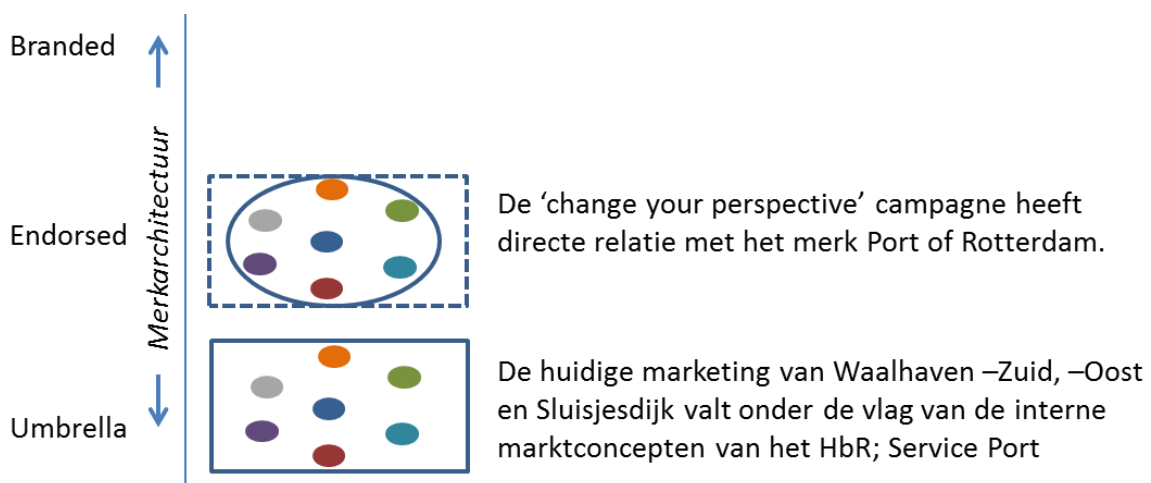 Branded
Merkarchitectuur
Endorsed
De ‘change your perspective’ campagne heeft
directe relatie met het merk Port of Rotterdam.
Umbrella
De huidige marketing van Waalhaven –Zuid, –Oost
en Sluisjesdijk valt onder de vlag van de interne
marktconcepten van het HbR; Service Port